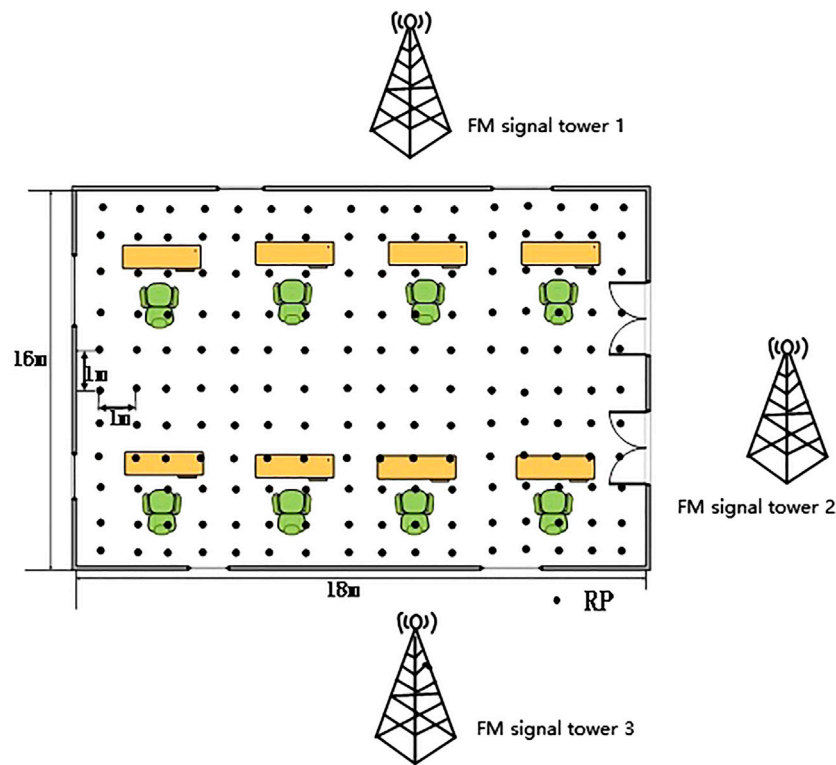 FM signal tower 1
16m
1m
1m
FM signal tower 2
18m
RP
FM signal tower 3